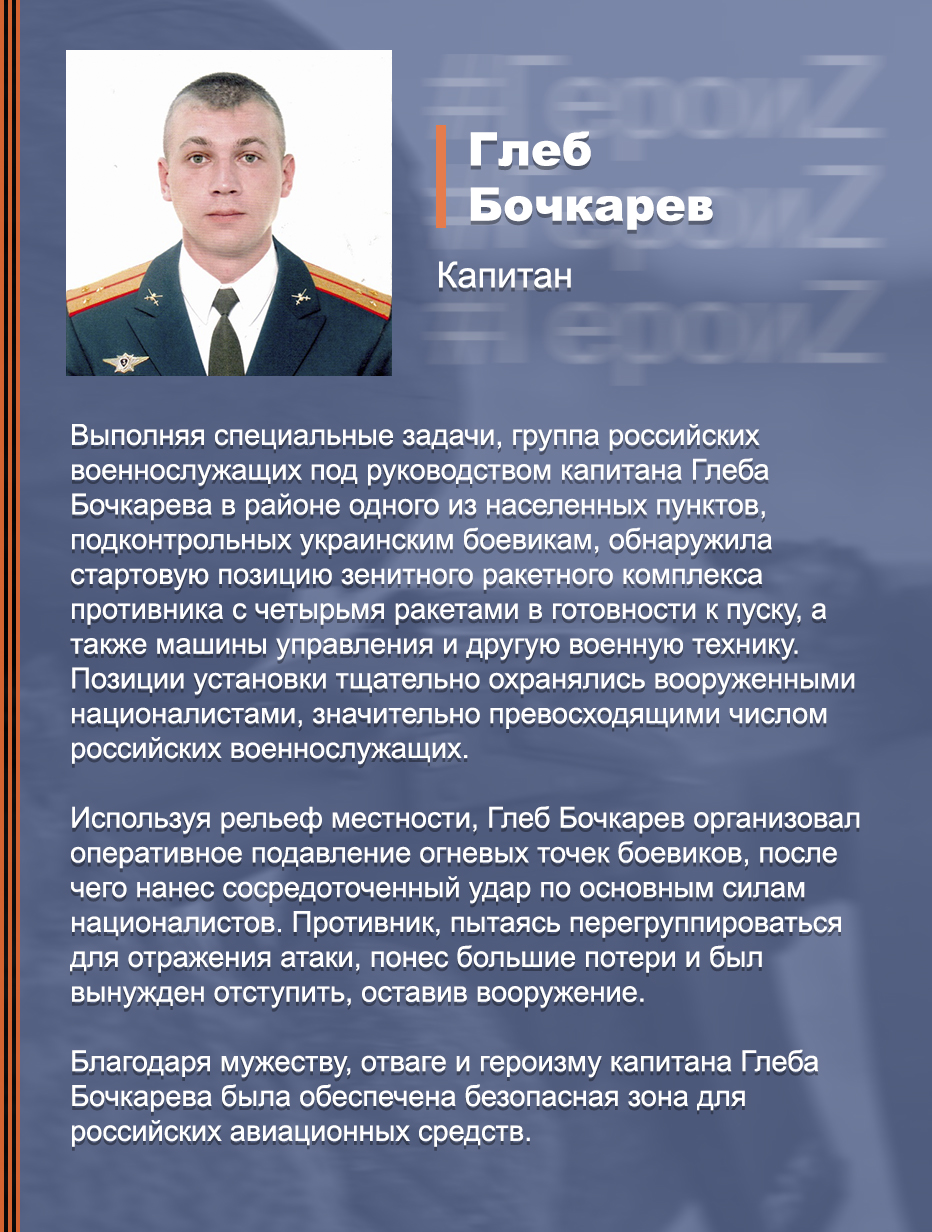 #ГероиZ
Глеб
#ГероиZ
Бочкарев
Капитан
#ГероиZ
Выполняя специальные задачи, группа российских
военнослужащих под руководством капитана Глеба
Бочкарева в районе одного из населенных пунктов,
подконтрольных украинским боевикам, обнаружила
стартовую позицию зенитного ракетного комплекса
противника с четырьмя ракетами в готовности к пуску, а
также машины управления и другую военную технику.
Позиции установки тщательно охранялись вооруженными
националистами, значительно превосходящими числом
российских военнослужащих.
Используя рельеф местности, Глеб Бочкарев организовал
оперативное подавление огневых точек боевиков, после
чего нанес сосредоточенный удар по основным силам
националистов. Противник, пытаясь перегруппироваться
для отражения атаки, понес большие потери и был
вынужден отступить, оставив вооружение.
Благодаря мужеству, отваге и героизму капитана Глеба
Бочкарева была обеспечена безопасная зона для
российских авиационных средств.